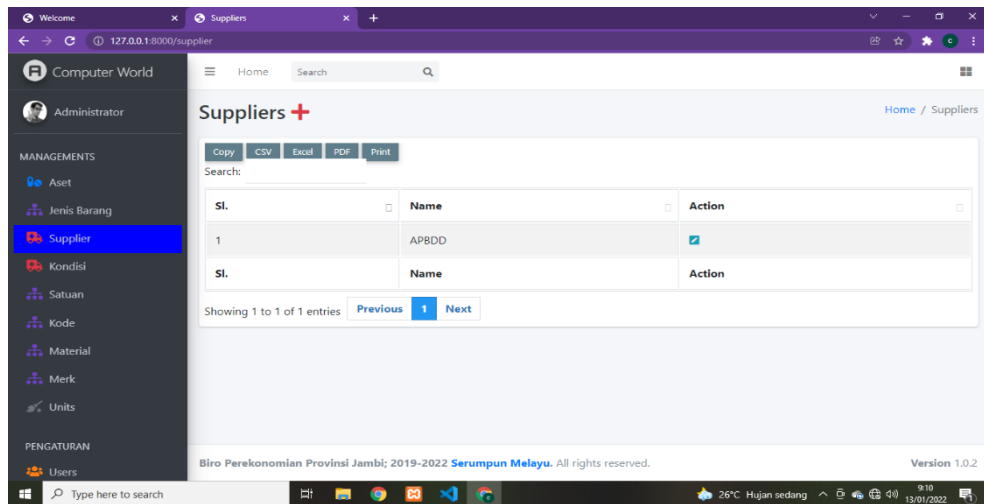 Welcome
Suppliers
127.0.0.1:8000/supplier
C
Computer World
Home
Search
Administrator
Suppliers
Home / Suppliers
MANAGEMENTS
Aset
Jenis Barang
Supplier
Kondisi
Satuan
Kode
Material
Merk
Units
PENGATURAN
Users
Copy CSV Excel PDF Print
Search:
Sl. Name Action
1 APBDD
Sl. Name Action
Showing 1 to 1 of 1 entries Previous 1 Next
Biro Perekonomian Provinsi Jambi; 2019-2022 Serumpun Melayu. All rights reserved.
Version 1.0.2
Type here to search
26°C Hujan sedang
9:10
13/01/2022